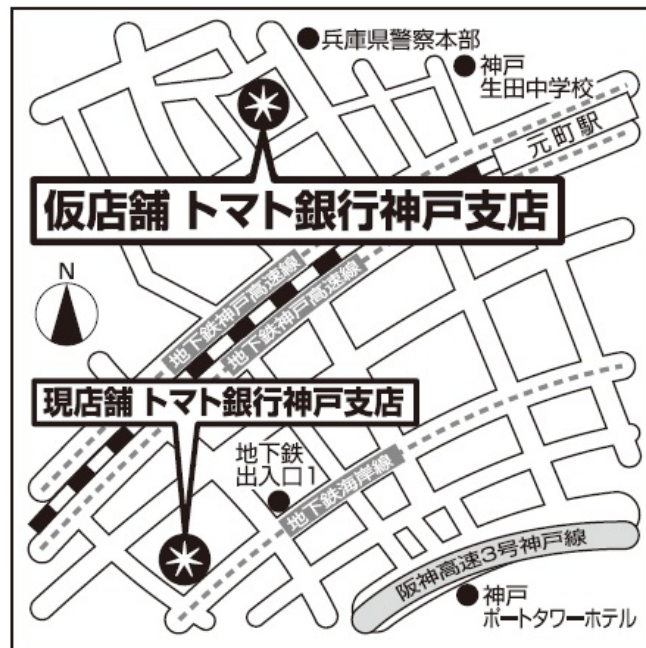 兵庫県警察本部
神戸
生田中学校
元町駅
仮店舗 トマト銀行神戸支店
N
地下鉄神戸高速線
地下鉄神戸高速線
現店舗 トマト銀行神戸支店
地下鉄
出入口1
地下鉄海岸線
阪神高速3号神戸線
神戸
ポートタワーホテル